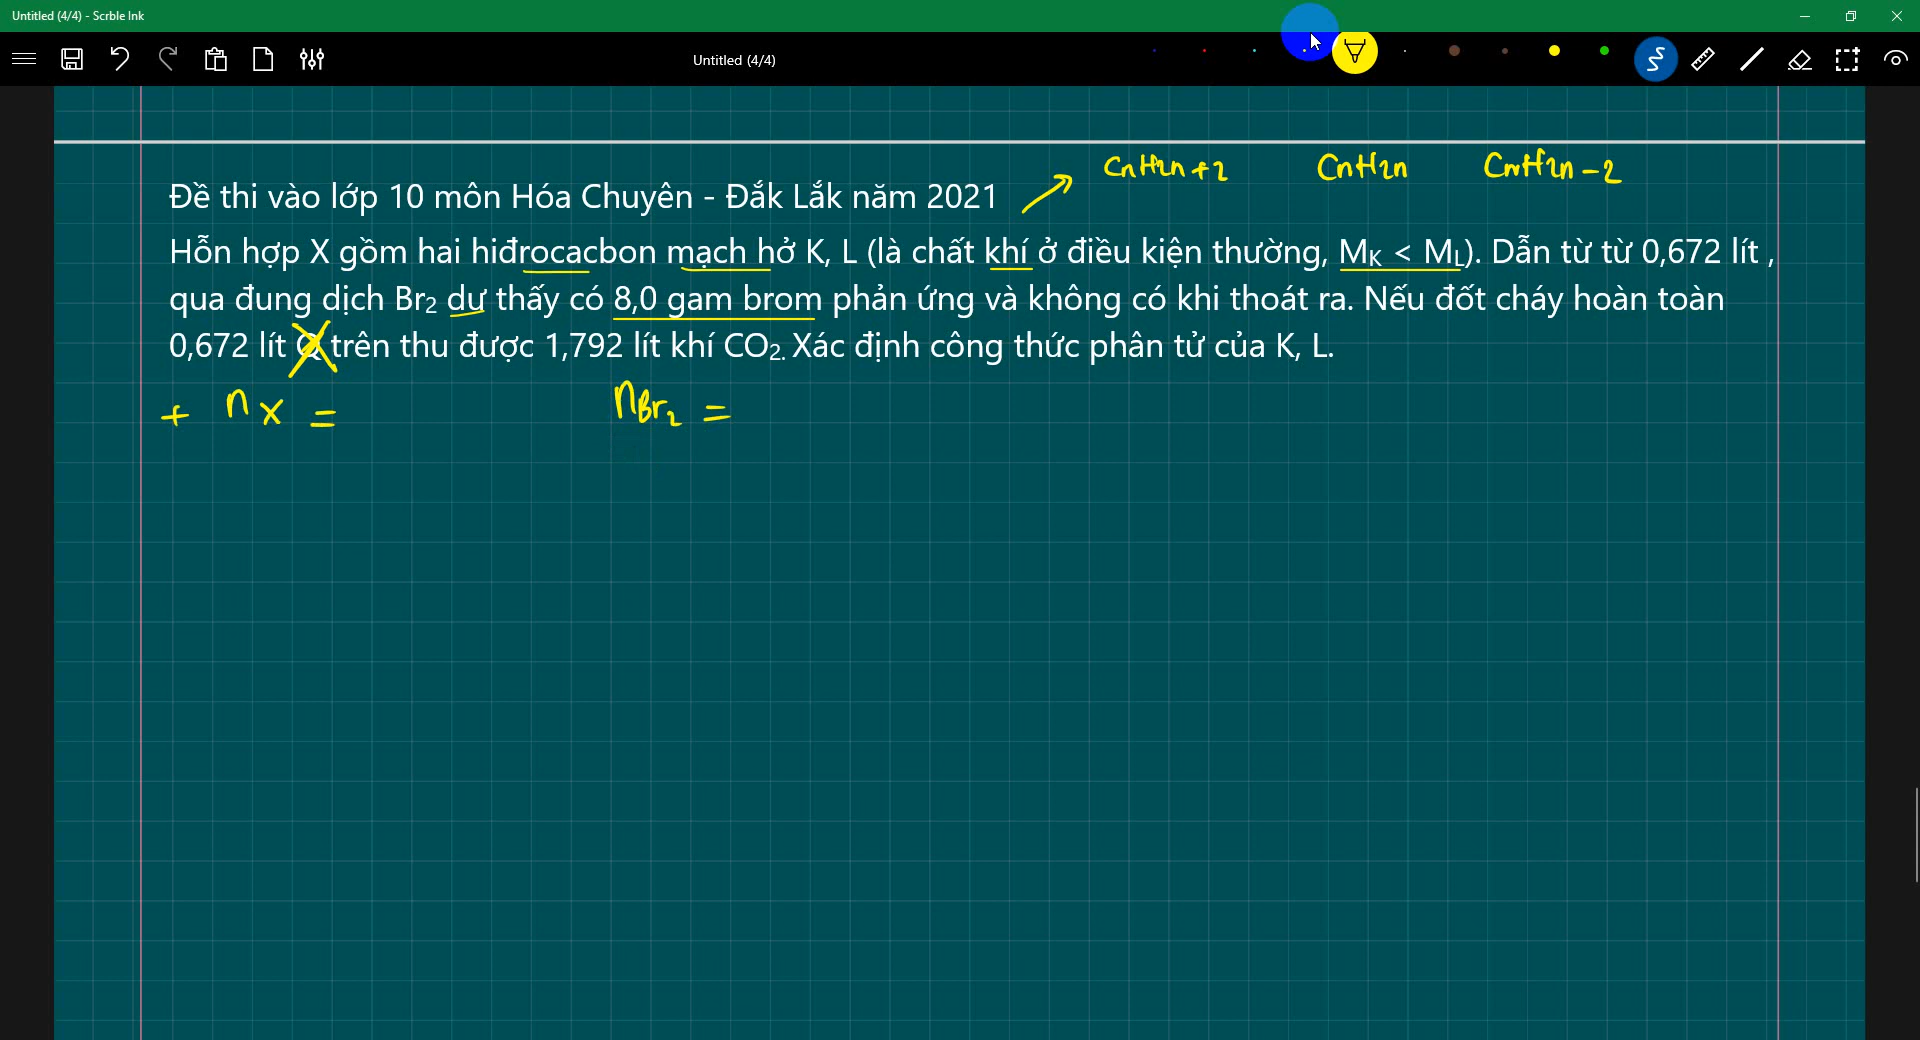 Untitled (4/4) - Scrble Ink
Untitled (4/4)
CnH2n+2 CnH2n CnH2n-2
Đề thi vào lớp 10 môn Hóa Chuyên - Đắk Lắk năm 2021
Hỗn hợp X gồm hai hiđrocacbon mạch hở K, L (là chất khí ở điều kiện thường, MK < ML). Dẫn từ từ 0,672 lít ,
qua đung dịch Br2 dư thấy có 8,0 gam brom phản ứng và không có khi thoát ra. Nếu đốt cháy hoàn toàn
0,672 lít X trên thu được 1,792 lít khí CO2. Xác định công thức phân tử của K, L.
+ nX = nBr2 =